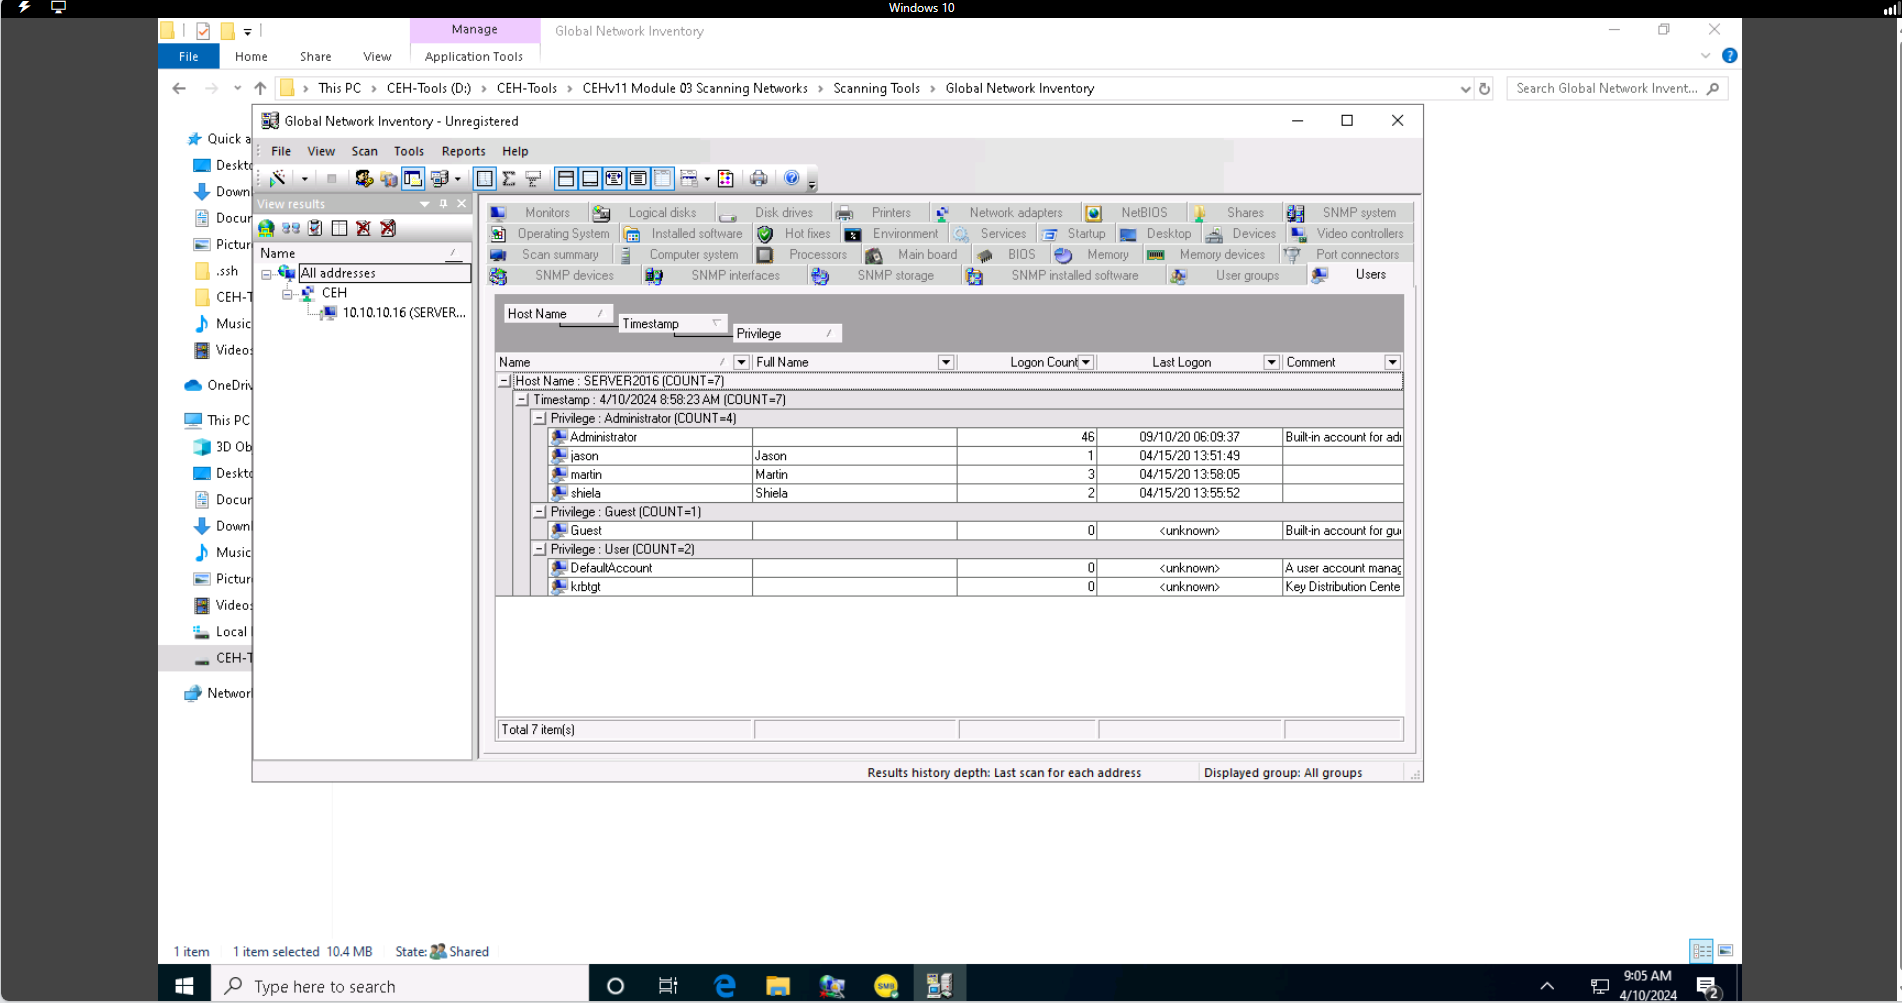 Windows 10
Manage
Global Network Inventory
File
Home
Share
View
Application Tools
This PC
CEH-Tools (D:)
CEH-Tools
CEHv11 Module 03 Scanning Networks
Scanning Tools
Global Network Inventory
Search Global Network Invent...
Global Network Inventory - Unregistered
File
View
Scan
Tools
Reports
Help
Quick a
Deskto
Down
Docur
Pictur
.ssh
CEH-T
Music
Video
OneDriv
This PC
3D Ob
Deskto
Docur
Down
Music
Pictur
Video
Local
CEH-T
Networ
View results
Name
All addresses
CEH
10.10.10.16 (SERVER...
Monitors
Logical disks
Disk drives
Printers
Network adapters
NetBIOS
Shares
SNMP system
Operating System
Installed software
Hot fixes
Environment
Services
Startup
Desktop
Devices
Video controllers
Scan summary
Computer system
Processors
Main board
BIOS
Memory
Memory devices
Port connectors
SNMP devices
SNMP interfaces
SNMP storage
SNMP installed software
User groups
Users
Host Name
Timestamp
Privilege
Name Full Name Logon Count Last Logon Comment
Host Name : SERVER2016 (COUNT=7)
Timestamp : 4/10/2024 8:58:23 AM (COUNT=7)
Privilege : Administrator (COUNT=4)
Administrator 46 09/10/20 06:09:37 Built-in account for adı
jason Jason 1 04/15/20 13:51:49
martin Martin 3 04/15/20 13:58:05
shiela Shiela 2 04/15/20 13:55:52
Privilege : Guest (COUNT=1)
Guest 0 <unknown> Built-in account for gu
Privilege : User (COUNT=2)
DefaultAccount 0 <unknown> A user account manag
krbtgt 0 <unknown> Key Distribution Cente
Total 7 item(s)
Results history depth: Last scan for each address
Displayed group: All groups
1 item
1 item selected 10.4 MB
State: Shared
Type here to search
SMB
9:05 AM
4/10/2024
2